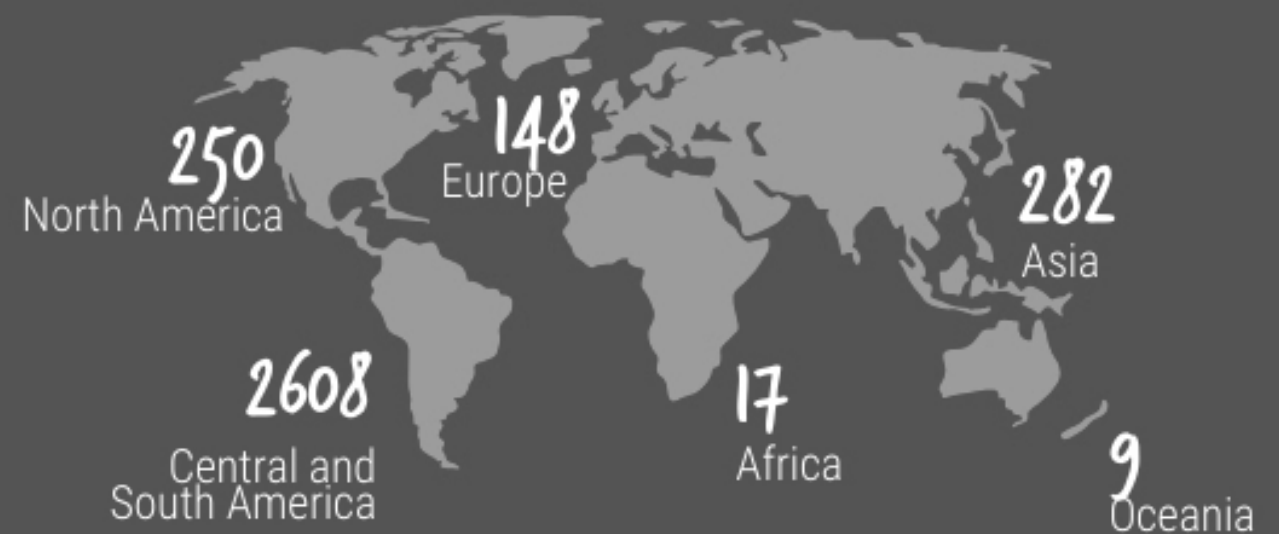 148
Europe
250
North America
282
Asia
2608
Central and
South America
17
Africa
9
Oceania